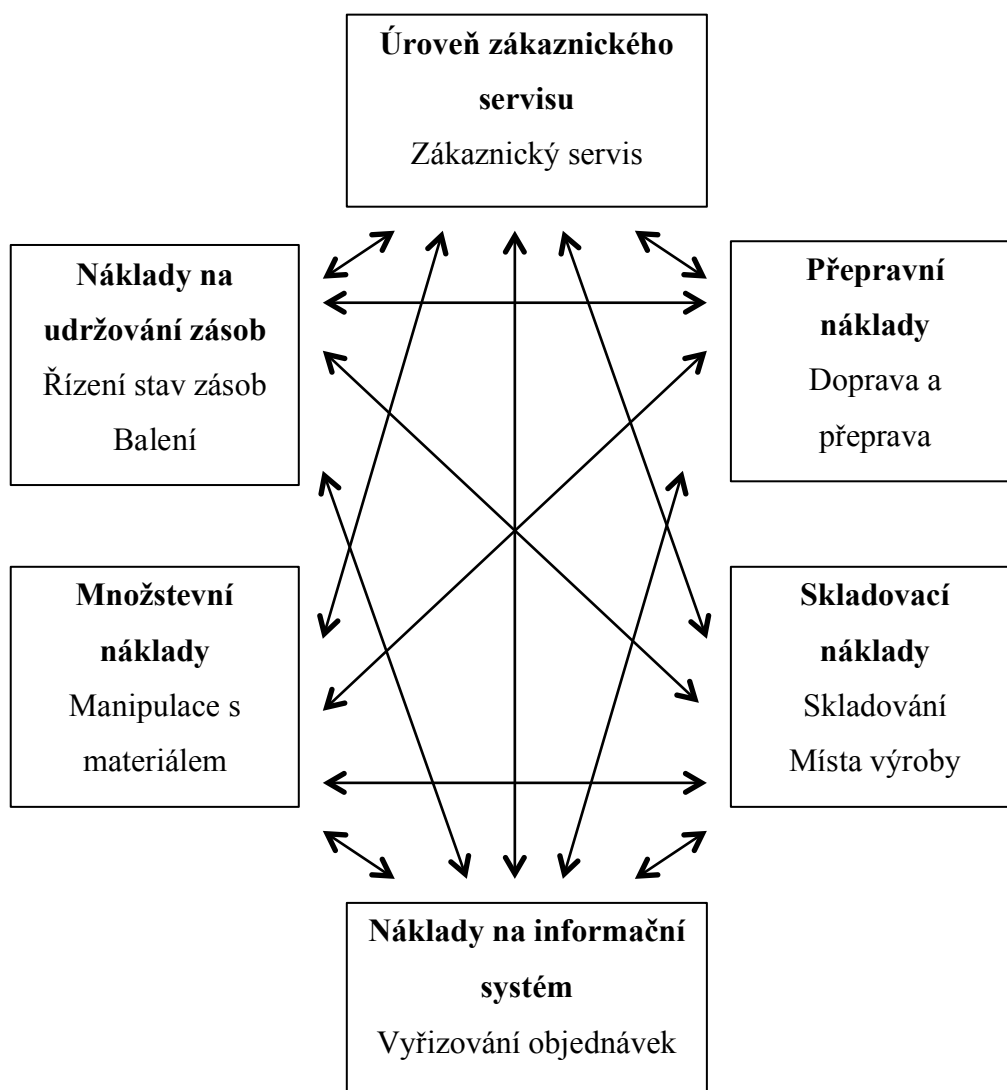 Úroveň zákaznického
servisu
Zákaznický servis
Náklady na
udržování zásob
Řízení stav zásob
Balení
Přepravní
náklady
Doprava a
přeprava
Množstevní
náklady
Manipulace s
materiálem
Skladovací
náklady
Skladování
Místa výroby
Náklady na informační
systém
Vyřizování objednávek